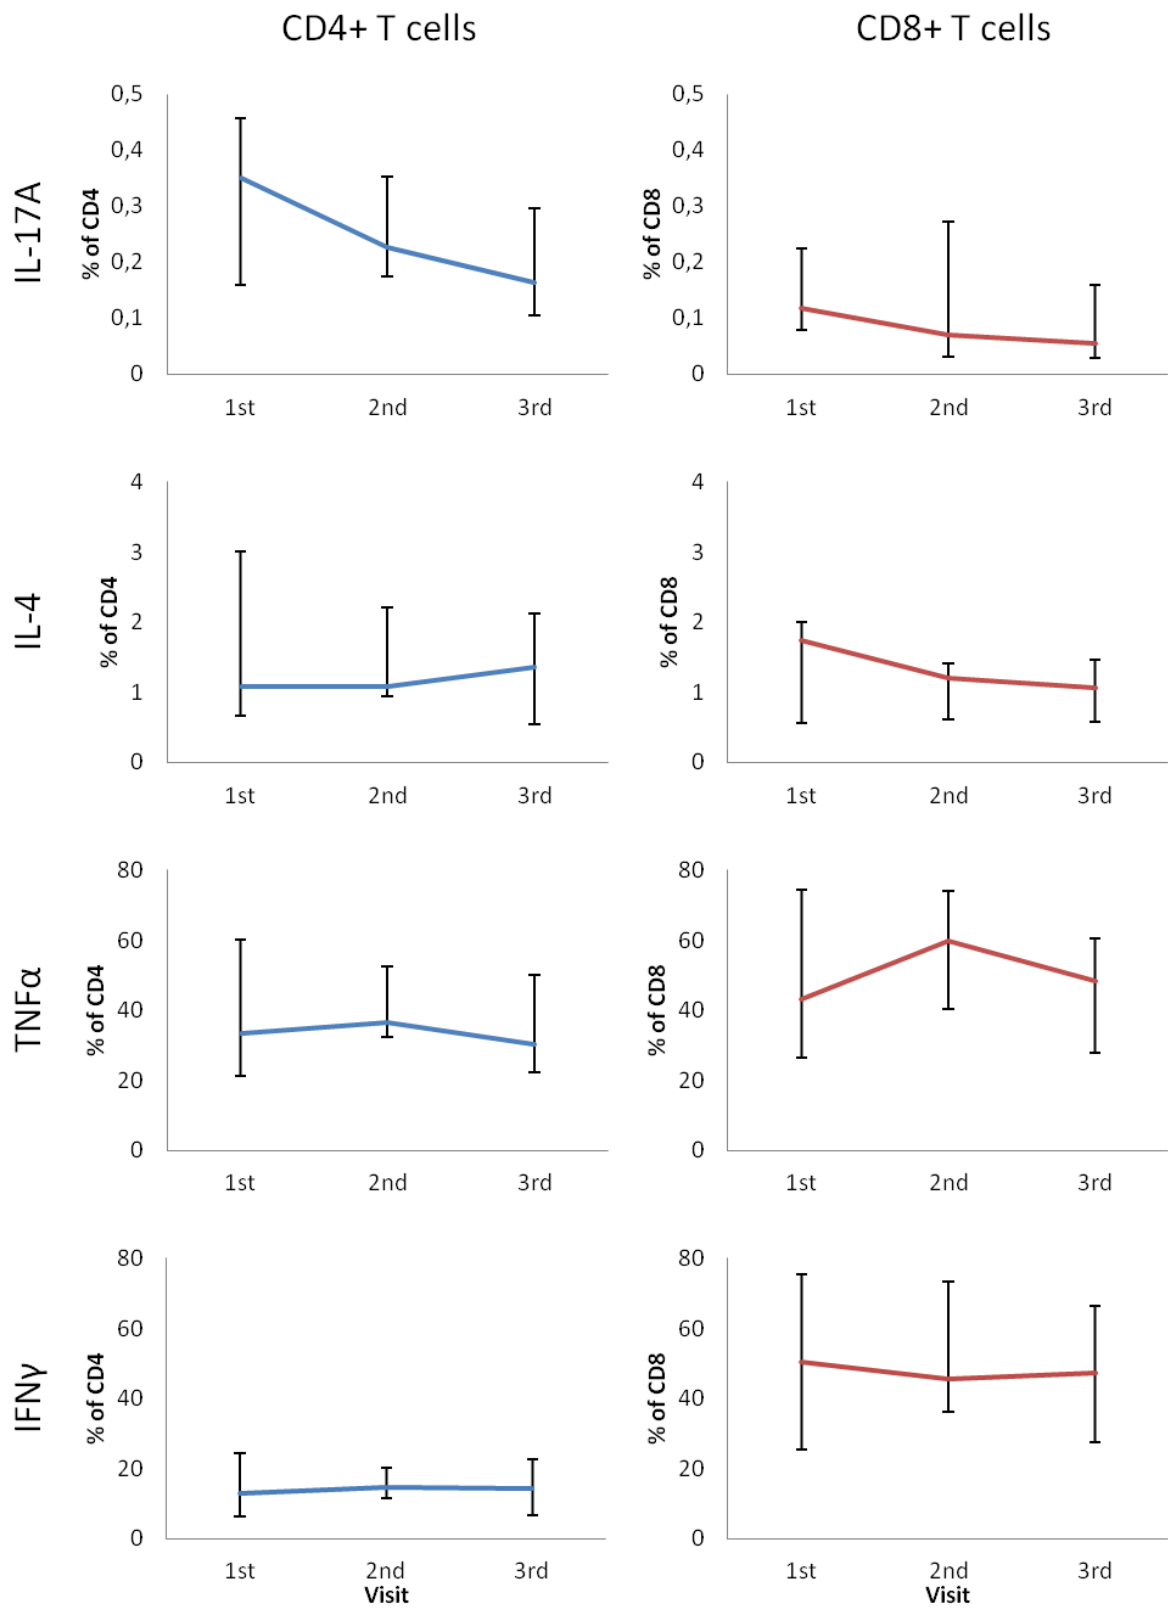 CD4+ T cells
CD8+ T cells
IL-17A
% of CD4
0,5
0,4
0,3
0,2
0,1
0
1st 2nd 3rd
% of CD8
0,5
0,4
0,3
0,2
0,1
0
1st 2nd 3rd
IL-4
% of CD4
4
3
2
1
0
1st 2nd 3rd
% of CD8
4
3
2
1
0
1st 2nd 3rd
TNFα
% of CD4
80
60
40
20
0
1st 2nd 3rd
% of CD8
80
60
40
20
0
1st 2nd 3rd
IFNγ
% of CD4
80
60
40
20
0
1st 2nd 3rd
Visit
% of CD8
80
60
40
20
0
1st 2nd 3rd
Visit